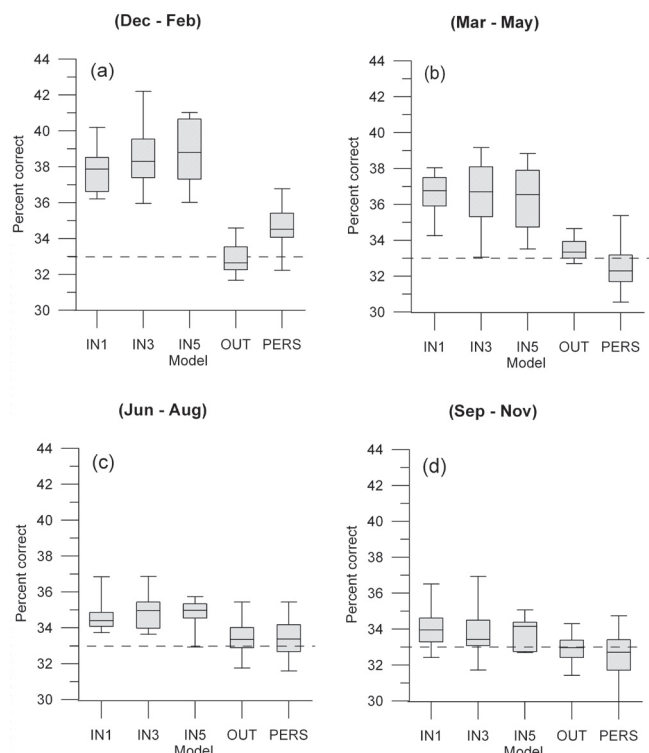 (Dec - Feb)
(a)
Percent correct
44
42
40
38
36
34
32
30
IN1 IN3 IN5 OUT PERS
Model
(Mar - May)
(b)
Percent correct
44
42
40
38
36
34
32
30
IN1 IN3 IN5 OUT PERS
Model
(Jun - Aug)
(c)
Percent correct
44
42
40
38
36
34
32
30
IN1 IN3 IN5 OUT PERS
Model
(Sep - Nov)
(d)
Percent correct
44
42
40
38
36
34
32
30
IN1 IN3 IN5 OUT PERS
Model